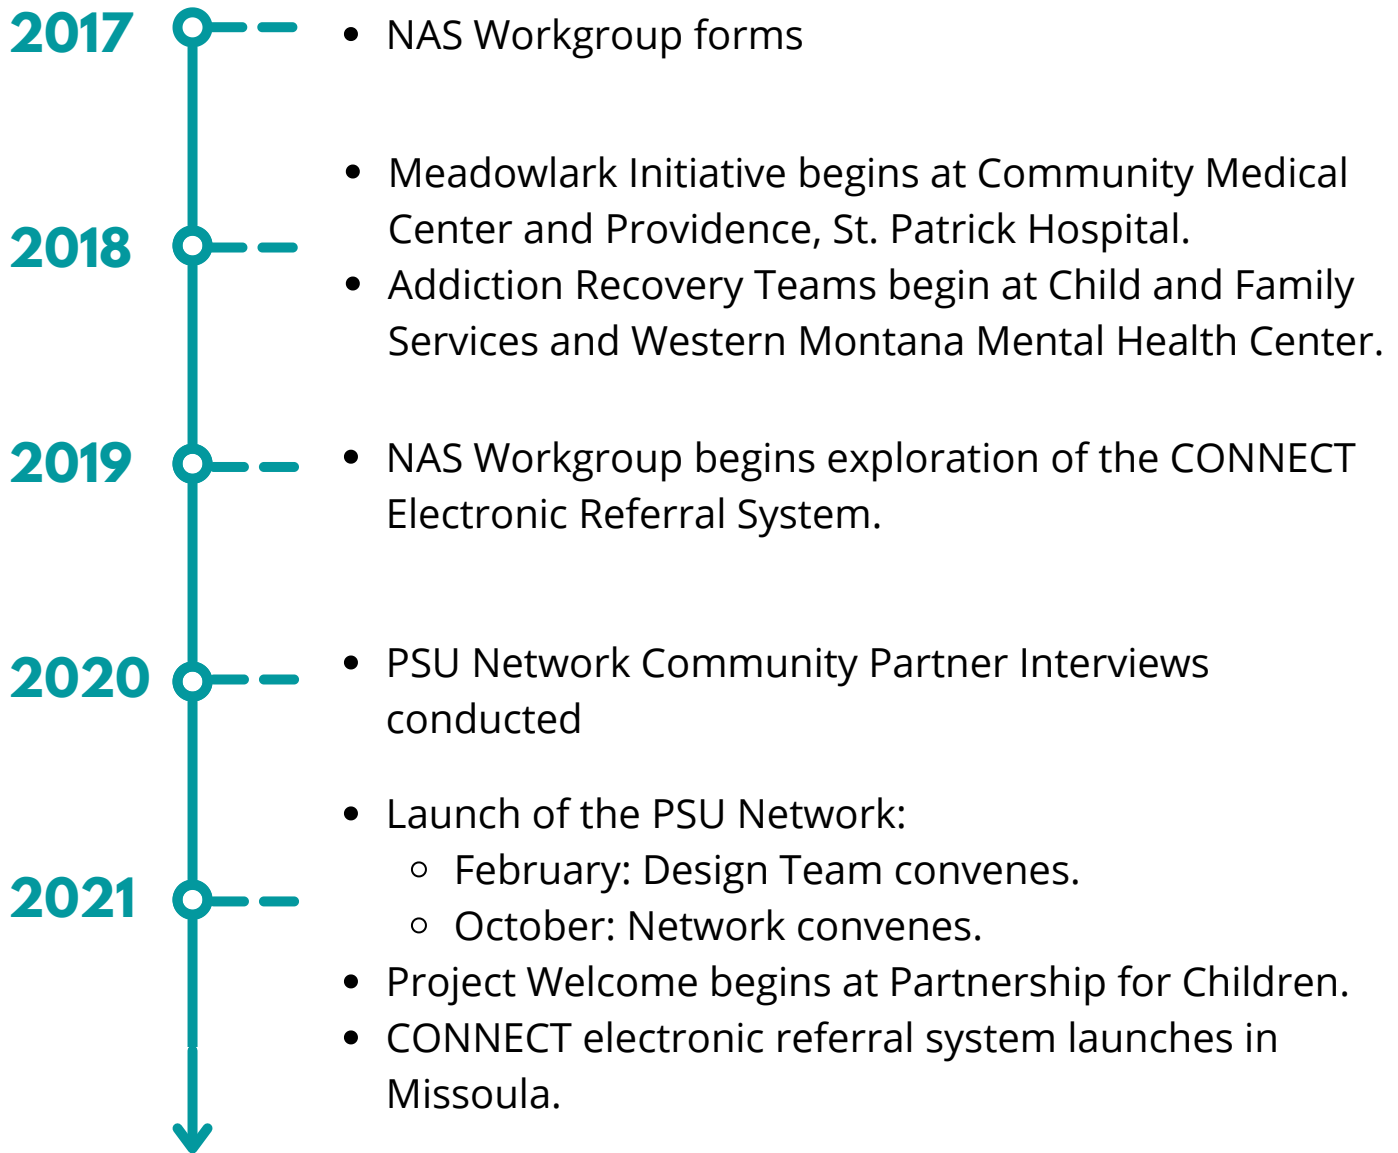 2017
• NAS Workgroup forms
2018
• Meadowlark Initiative begins at Community Medical
Center and Providence, St. Patrick Hospital.
• Addiction Recovery Teams begin at Child and Family
Services and Western Montana Mental Health Center.
2019
• NAS Workgroup begins exploration of the CONNECT
Electronic Referral System.
2020
• PSU Network Community Partner Interviews
conducted
2021
• Launch of the PSU Network:
◦ February: Design Team convenes.
◦ October: Network convenes.
• Project Welcome begins at Partnership for Children.
• CONNECT electronic referral system launches in
Missoula.